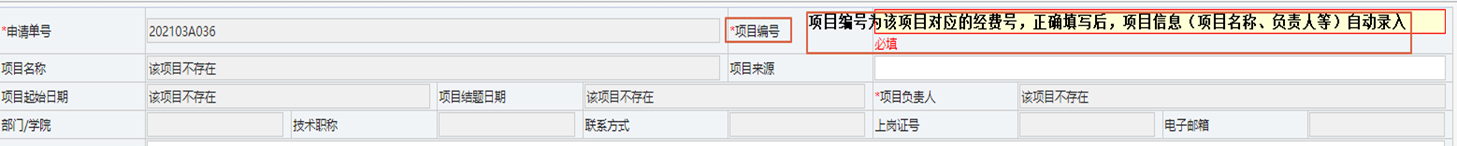 *申请单号 202103A036 *项目编号 项目编号为该项目对应的经费号，正确填写后，项目信息（项目名称、负责人等）自动录入
必填
项目名称 该项目不存在 项目来源
项目起始日期 该项目不存在 项目结题日期 该项目不存在 *项目负责人 该项目不存在
部门/学院 技术职称 联系方式 上岗证号 电子邮箱